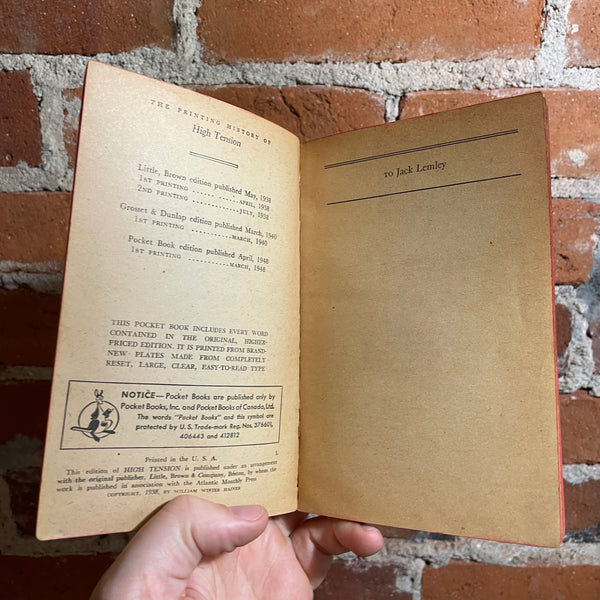 THE PRINTING HISTORY OF
High Tension
Little, Brown edition published May, 1938
1ST PRINTING ...... APRIL, 1938
2ND PRINTING ............. JULY, 1938
Grosset & Dunlap edition published March, 1940
1ST PRINTING ........... MARCH, 1940
Pocket Book edition published April, 1948
1ST PRINTING ........... MARCH, 1948
THIS POCKET BOOK INCLUDES EVERY WORD
CONTAINED IN THE ORIGINAL, HIGHER-
PRICED EDITION. IT IS PRINTED FROM BRAND-
NEW PLATES MADE FROM COMPLETELY
RESET, LARGE, CLEAR, EASY-TO-READ TYPE
NOTICE—Pocket Books are published only by
Pocket Books, Inc. and Pocket Books of Canada, Ltd.
The words "Pocket Books" and this symbol are
protected by U. S. Trade-mark Reg. Nos. 376601,
406443 and 412812
Printed in the U. S. A.
L
This edition of HIGH TENSION is published under an arrangement
with the original publisher, Little, Brown & Company, Boston, by whom the
work is published in association with the Atlantic Monthly Press
COPYRIGHT, 1938, BY WILLIAM WISTER HAINES
TO Jack Lemley